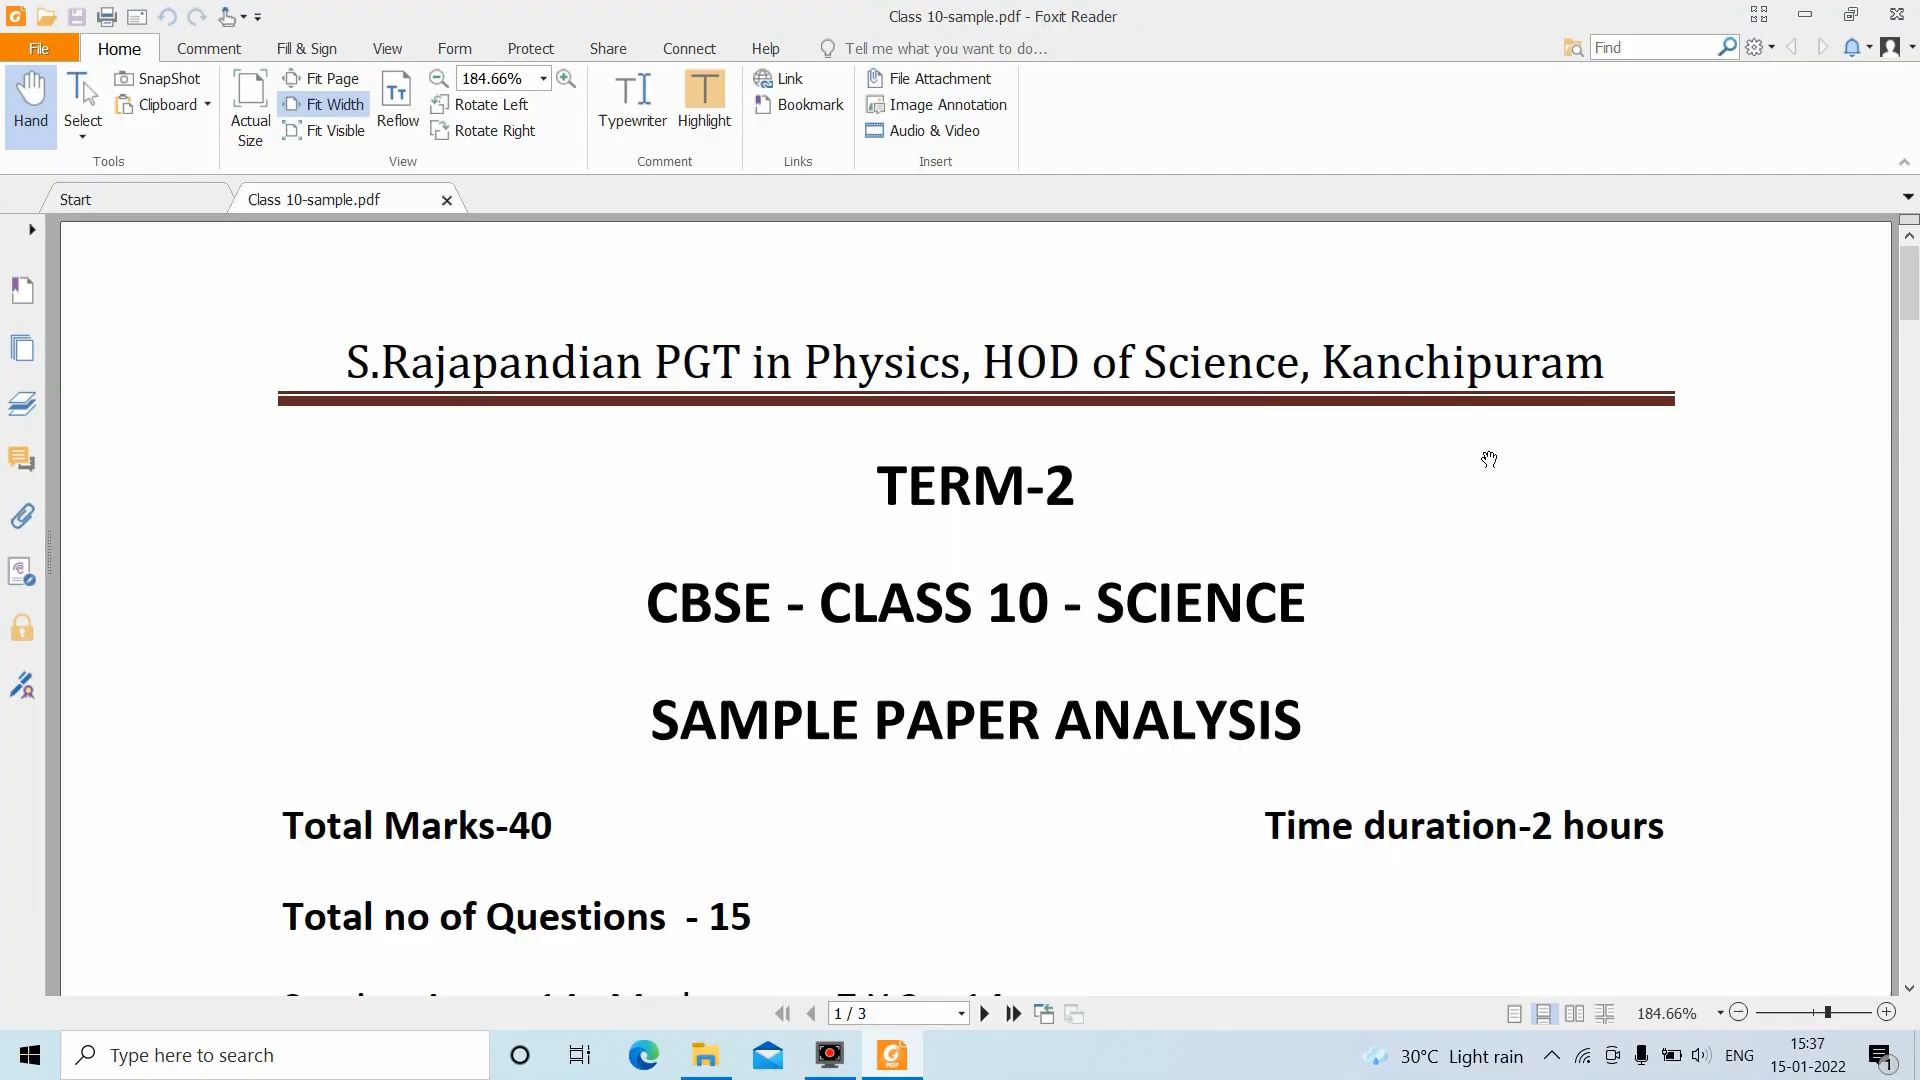 Class 10-sample.pdf - Foxit Reader
File Home Comment Fill & Sign View Form Protect Share Connect Help Tell me what you want to do... Find
Hand
Select
SnapShot
Clipboard
Tools
Actual
Size
Fit Page
Fit Width
Fit Visible
Reflow
184.66%
Rotate Left
Rotate Right
View
Typewriter
Highlight
Comment
Link
Bookmark
Links
File Attachment
Image Annotation
Audio & Video
Insert
Start Class 10-sample.pdf
S.Rajapandian PGT in Physics, HOD of Science, Kanchipuram
TERM-2
CBSE - CLASS 10 - SCIENCE
SAMPLE PAPER ANALYSIS
Total Marks-40 Time duration-2 hours
Total no of Questions - 15
1 / 3 184.66%
Type here to search 30°C Light rain ENG 15:37
15-01-2022
1